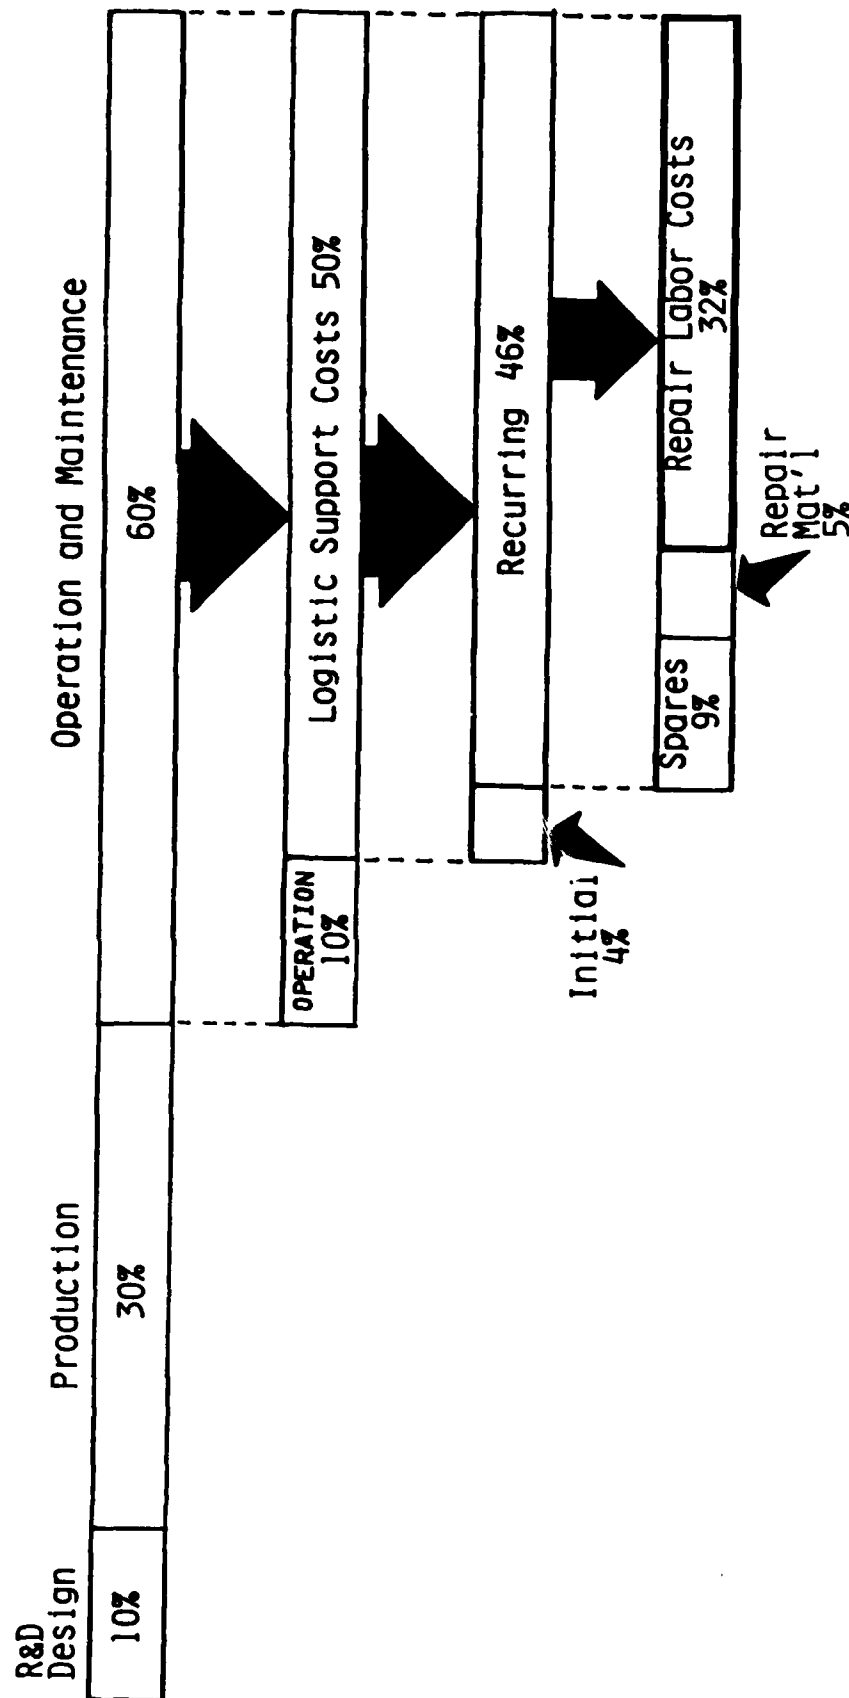 R&D
Design
Production
Operation and Maintenance
10%
30%
60%
OPERATION
10%
Logistic Support Costs 50%
Initial
4%
Recurring 46%
Spares
9%
Repair
Mat'l
5%
Repair Labor Costs
32%